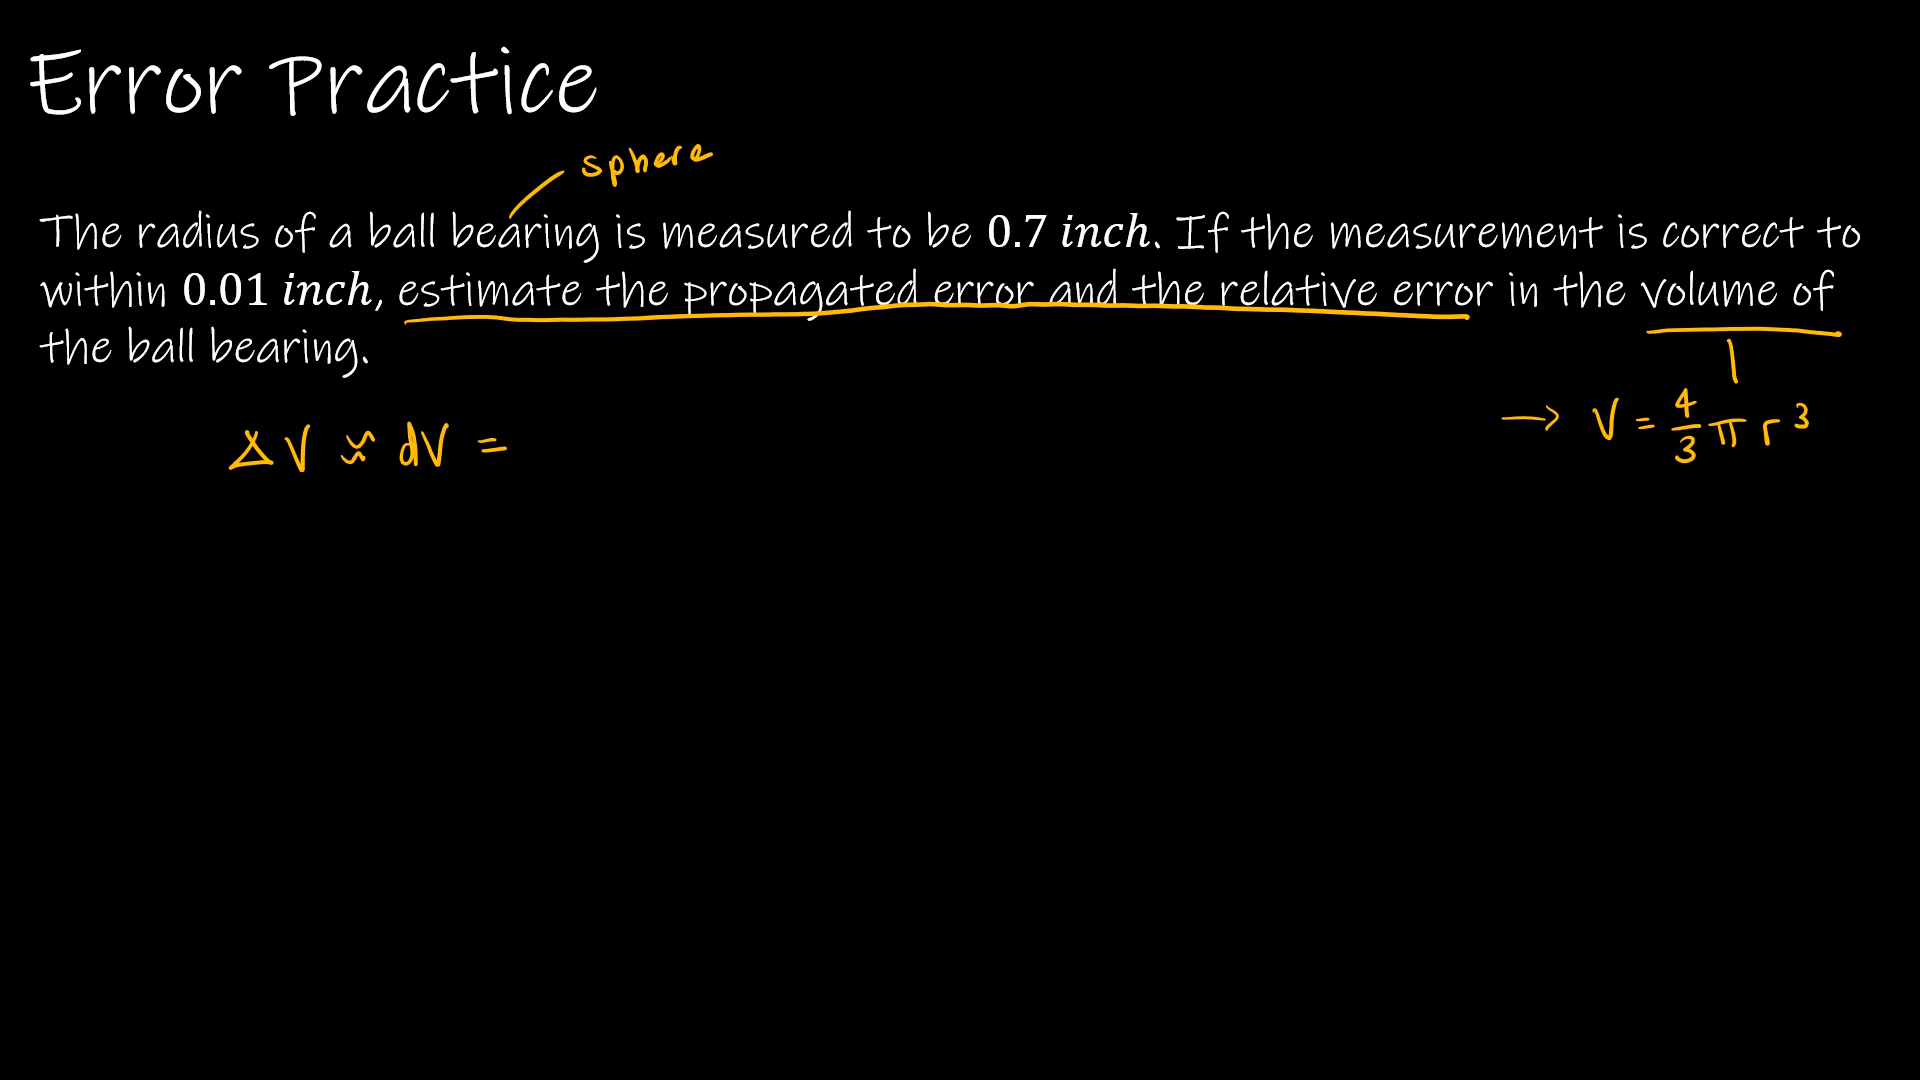 Error Practice
sphere
The radius of a ball bearing is measured to be 0.7 inch. If the measurement is correct to
within 0.01 inch, estimate the propagated error and the relative error in the volume of
the ball bearing.
ΔV ≈ dV =
→ V = 4/3 π r³